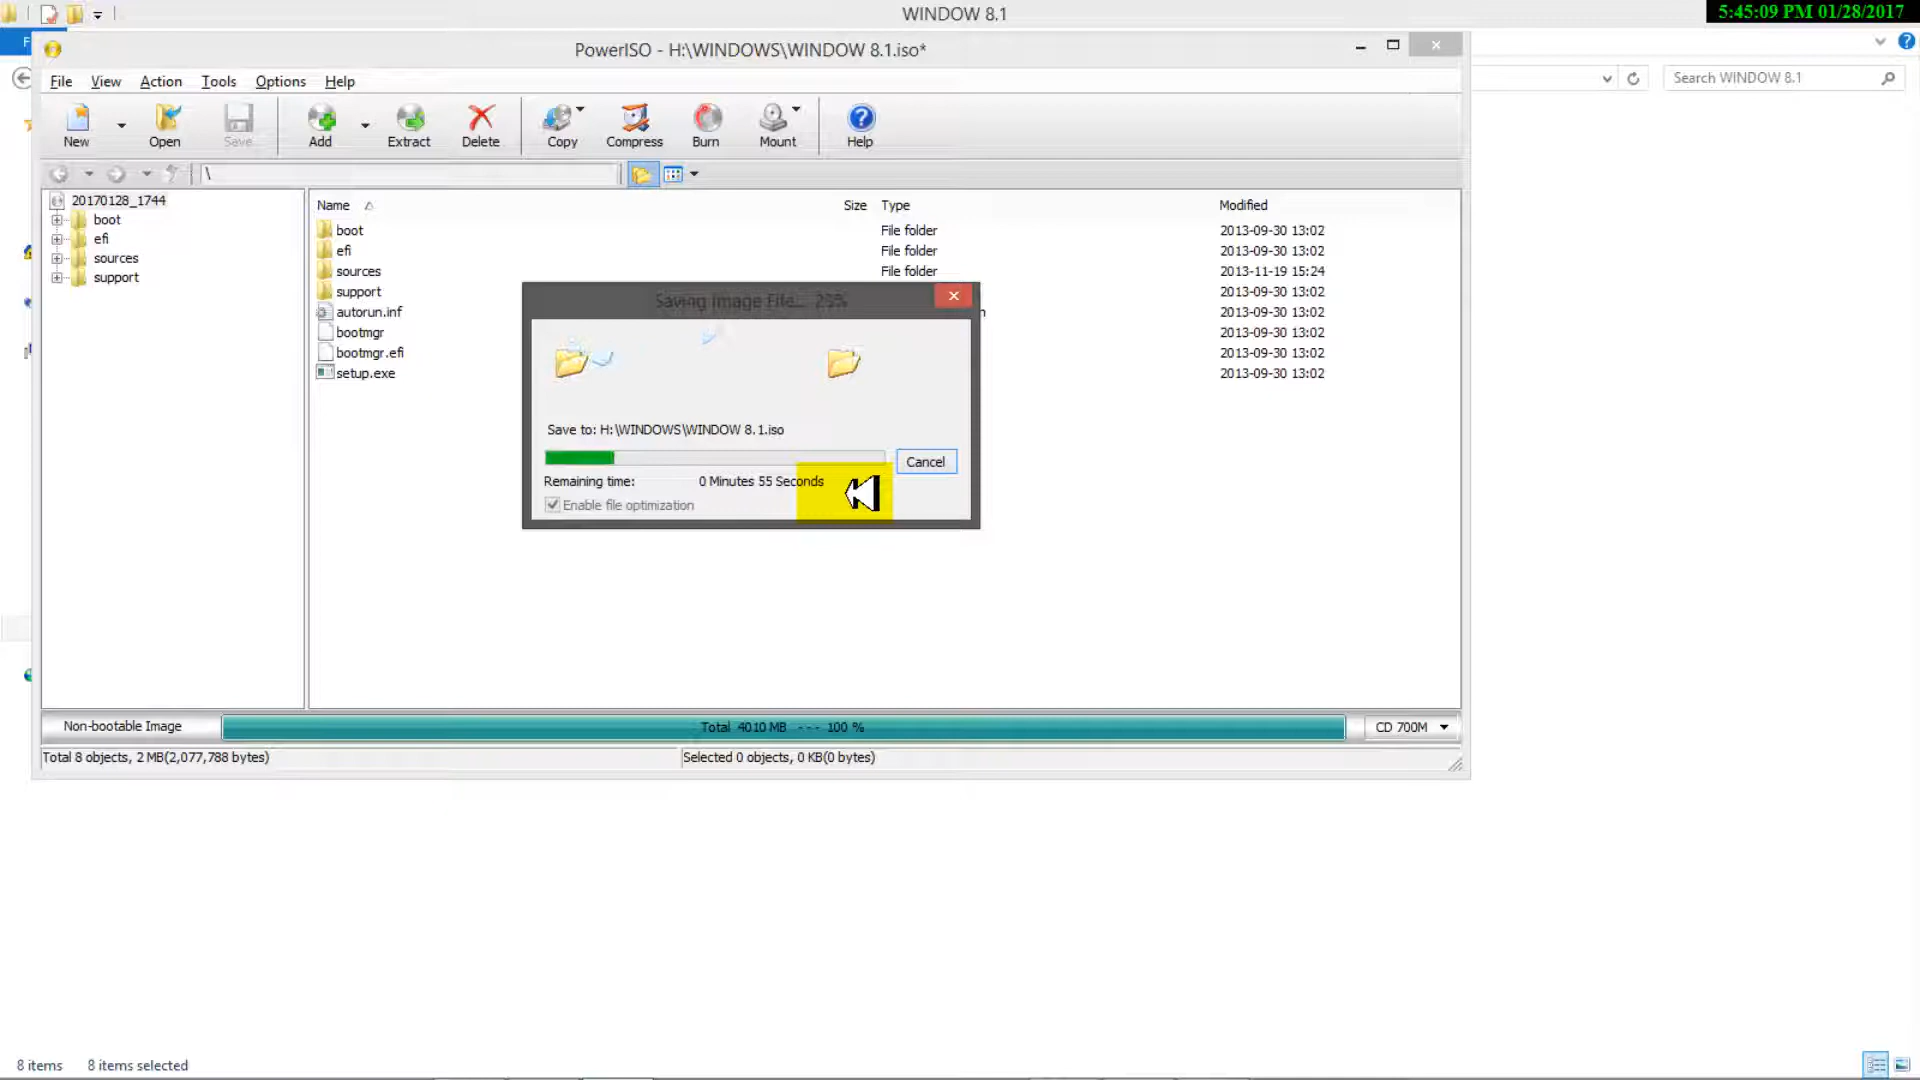 WINDOW 8.1
5:45:09 PM 01/28/2017
F
PowerISO - H:\WINDOWS\WINDOW 8.1.iso*
File View Action Tools Options Help
Search WINDOW 8.1
New Open Save Add Extract Delete Copy Compress Burn Mount Help
\
20170128_1744
boot
efi
sources
support
Name Size Type Modified
boot File folder 2013-09-30 13:02
efi File folder 2013-09-30 13:02
sources File folder 2013-11-19 15:24
support 2013-09-30 13:02
autorun.inf n 2013-09-30 13:02
bootmgr 2013-09-30 13:02
bootmgr.efi 2013-09-30 13:02
setup.exe 2013-09-30 13:02
Saving Image File...
Save to: H:\WINDOWS\WINDOW 8.1.iso
Cancel
Remaining time: 0 Minutes 55 Seconds
Enable file optimization
Non-bootable Image Total 4010 MB --- 100 % CD 700M
Total 8 objects, 2 MB(2,077,788 bytes) Selected 0 objects, 0 KB(0 bytes)
8 items 8 items selected